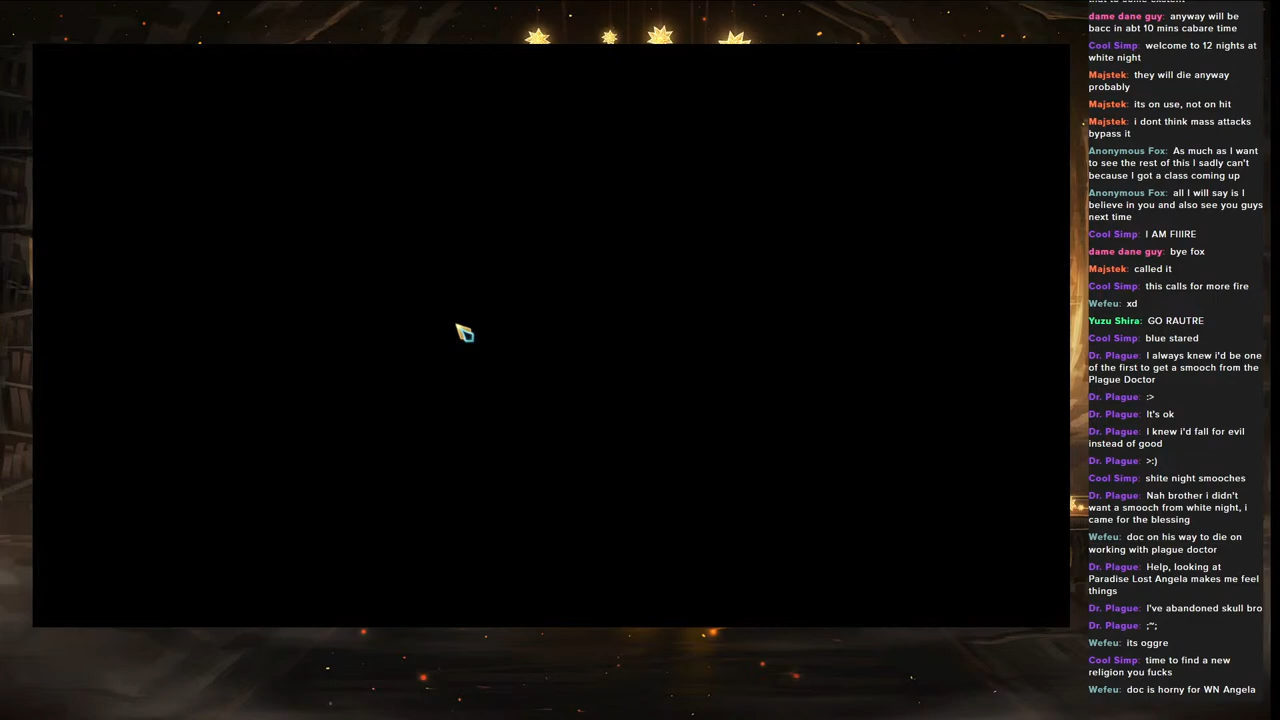 dame dane guy: anyway will be
bacc in abt 10 mins cabare time
Cool Simp: welcome to 12 nights at
white night
Majstek: they will die anyway
probably
Majstek: its on use, not on hit
Majstek: i dont think mass attacks
bypass it
Anonymous Fox: As much as I want
to see the rest of this I sadly can't
because I got a class coming up
Anonymous Fox: all I will say is I
believe in you and also see you guys
next time
Cool Simp: I AM FIIIRE
dame dane guy: bye fox
Majstek: called it
Cool Simp: this calls for more fire
Wefeu: xd
Yuzu Shira: GO RAUTRE
Cool Simp: blue stared
Dr. Plague: I always knew i'd be one
of the first to get a smooch from the
Plague Doctor
Dr. Plague: :>
Dr. Plague: It's ok
Dr. Plague: I knew i'd fall for evil
instead of good
Dr. Plague: >:)
Cool Simp: shite night smooches
Dr. Plague: Nah brother i didn't
want a smooch from white night, i
came for the blessing
Wefeu: doc on his way to die on
working with plague doctor
Dr. Plague: Help, looking at
Paradise Lost Angela makes me feel
things
Dr. Plague: I've abandoned skull bro
Dr. Plague: ;~;
Wefeu: its oggre
Cool Simp: time to find a new
religion you fucks
Wefeu: doc is horny for WN Angela